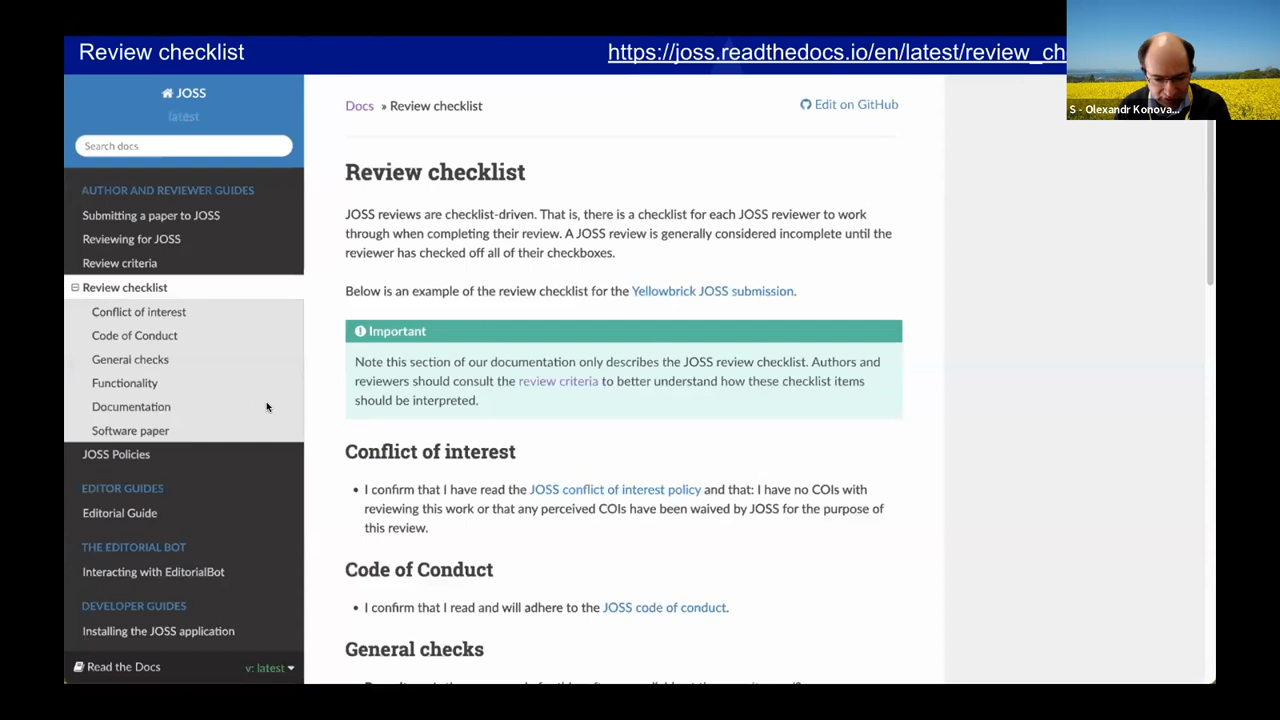 Review checklist
https://joss.readthedocs.io/en/latest/review_ch
S - Olexandr Konova...
JOSS
latest
Search docs
AUTHOR AND REVIEWER GUIDES
Submitting a paper to JOSS
Reviewing for JOSS
Review criteria
Review checklist
Conflict of interest
Code of Conduct
General checks
Functionality
Documentation
Software paper
JOSS Policies
EDITOR GUIDES
Editorial Guide
THE EDITORIAL BOT
Interacting with EditorialBot
DEVELOPER GUIDES
Installing the JOSS application
Read the Docs v: latest
Docs » Review checklist
Edit on GitHub
Review checklist
JOSS reviews are checklist-driven. That is, there is a checklist for each JOSS reviewer to work
through when completing their review. A JOSS review is generally considered incomplete until the
reviewer has checked off all of their checkboxes.
Below is an example of the review checklist for the Yellowbrick JOSS submission.
Important
Note this section of our documentation only describes the JOSS review checklist. Authors and
reviewers should consult the review criteria to better understand how these checklist items
should be interpreted.
Conflict of interest
• I confirm that I have read the JOSS conflict of interest policy and that: I have no COIs with
reviewing this work or that any perceived COIs have been waived by JOSS for the purpose of
this review.
Code of Conduct
• I confirm that I read and will adhere to the JOSS code of conduct.
General checks